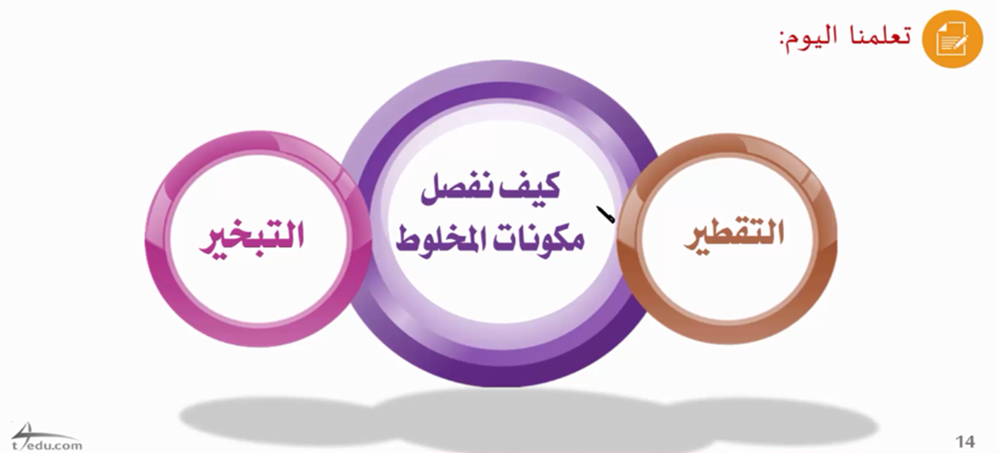 تعلمنا اليوم:
التقطير
كيف نفصل
مكونات المخلوط
التبخير
t4edu.com
14